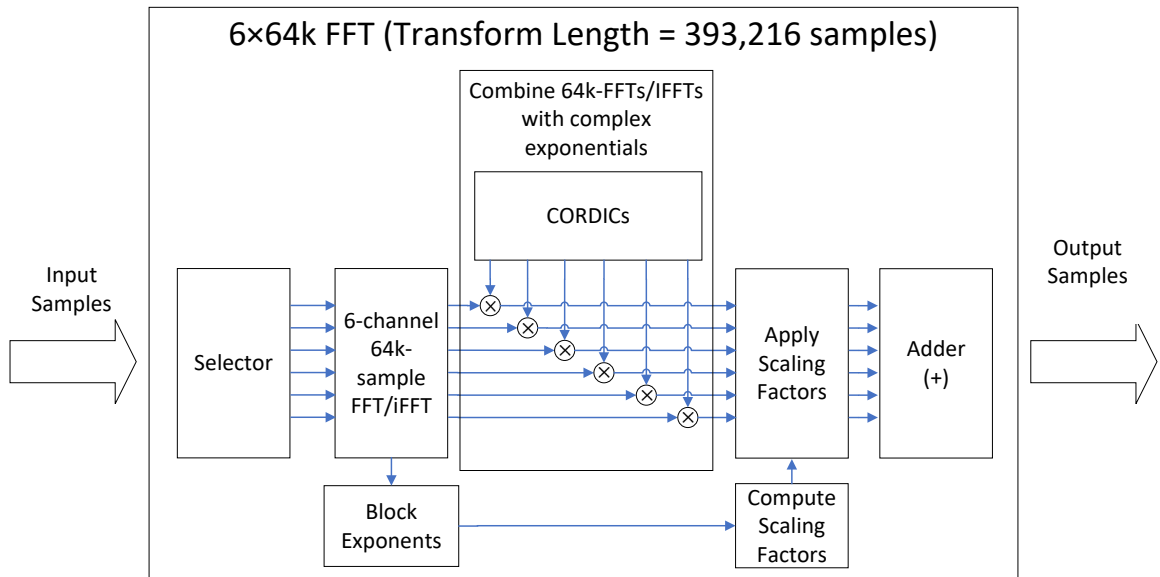 6×64k FFT (Transform Length = 393,216 samples)
Combine 64k-FFTs/IFFTs
with complex
exponentials
CORDICs
Input
Samples
Output
Samples
Selector
6-channel
64k-
sample
FFT/iFFT
Apply
Scaling
Factors
Adder
(+)
Block
Exponents
Compute
Scaling
Factors